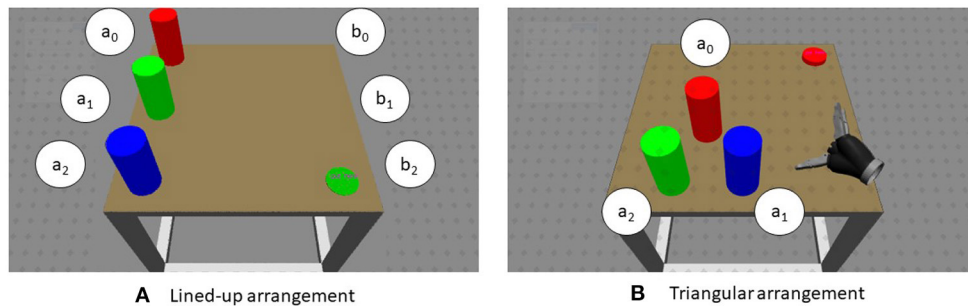 a0 b0
a1 b1
a2 b2
A Lined-up arrangement
a0
a2 a1
B Triangular arrangement